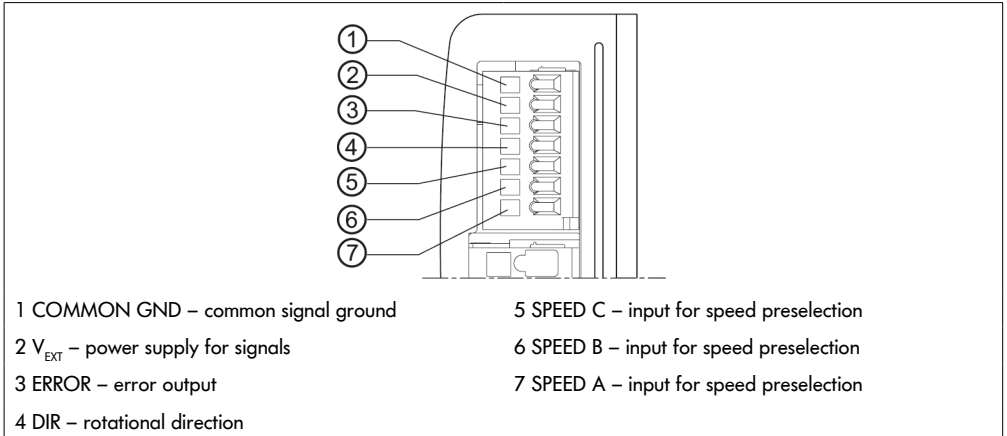 ①
②
③
④
⑤
⑥
⑦
1 COMMON GND – common signal ground
2 V_EXT – power supply for signals
3 ERROR – error output
4 DIR – rotational direction
5 SPEED C – input for speed preselection
6 SPEED B – input for speed preselection
7 SPEED A – input for speed preselection